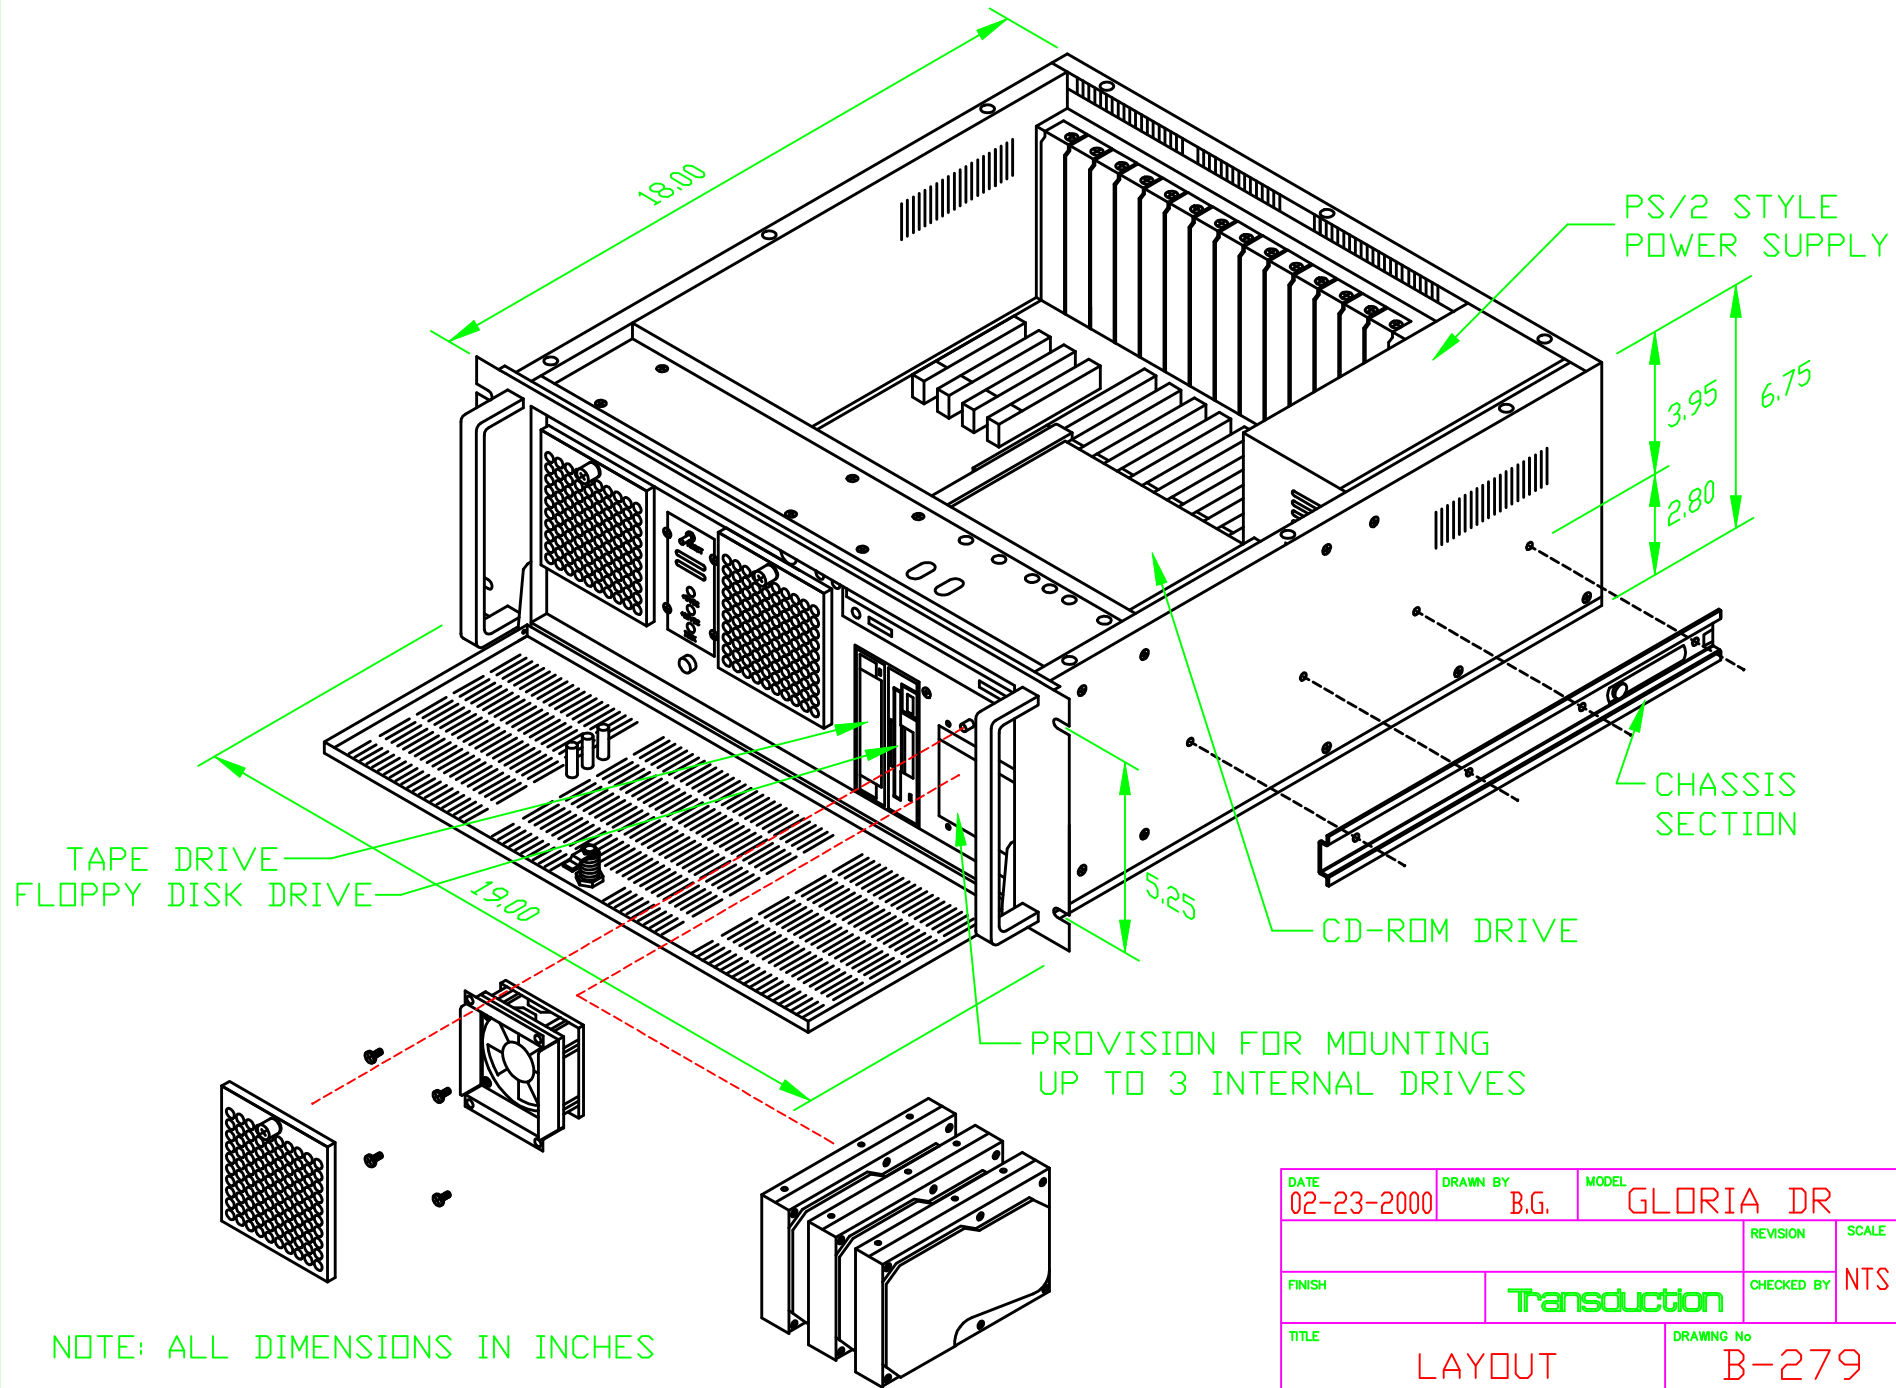 18.00
PS/2 STYLE
POWER SUPPLY
3.95
6.75
2.80
CHASSIS
SECTION
TAPE DRIVE
FLOPPY DISK DRIVE
19.00
5.25
CD-ROM DRIVE
PROVISION FOR MOUNTING
UP TO 3 INTERNAL DRIVES
NOTE: ALL DIMENSIONS IN INCHES
DATE
02-23-2000
DRAWN BY
B.G.
MODEL
GLORIA DR
REVISION
SCALE
NTS
FINISH
Transduction
CHECKED BY
TITLE
LAYOUT
DRAWING No
B-279